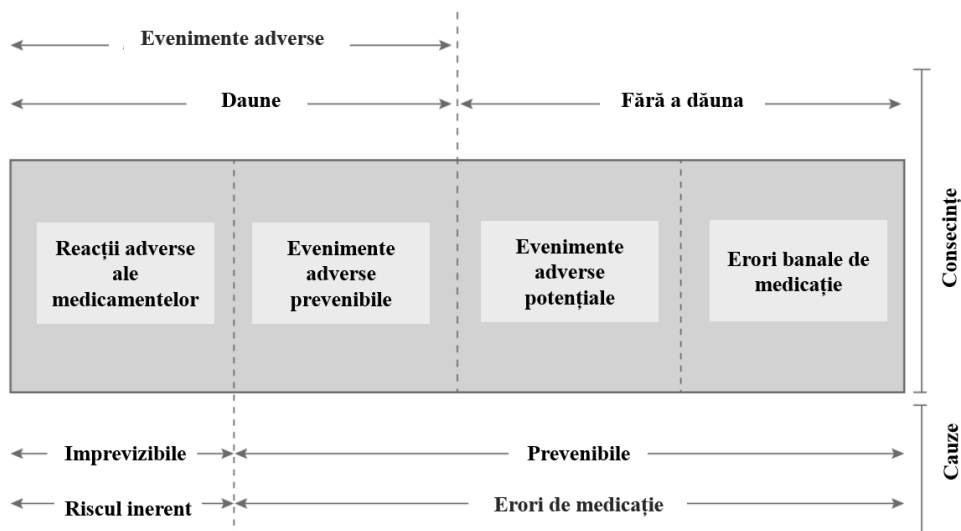 Evenimente adverse
Daune
Fără a dăuna
Reacții adverse
ale
medicamentelor
Evenimente
adverse
prevenibile
Evenimente
adverse
potențiale
Erori banale de
medicație
Consecințe
Imprevizibile
Prevenibile
Riscul inerent
Erori de medicație
Cauze